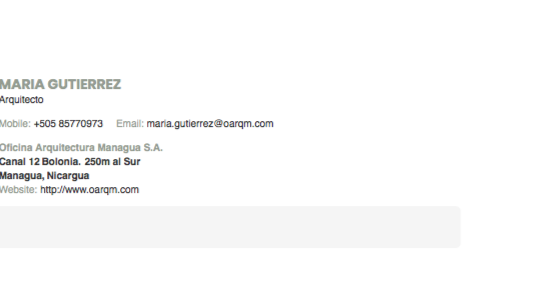 MARIA GUTIERREZ
Arquitecto
Mobile: +505 85770973 Email: maria.gutierrez@oarqm.com
Oficina Arquitectura Managua S.A.
Canal 12 Bolonia. 250m al Sur
Managua, Nicargua
Website: http://www.oarqm.com